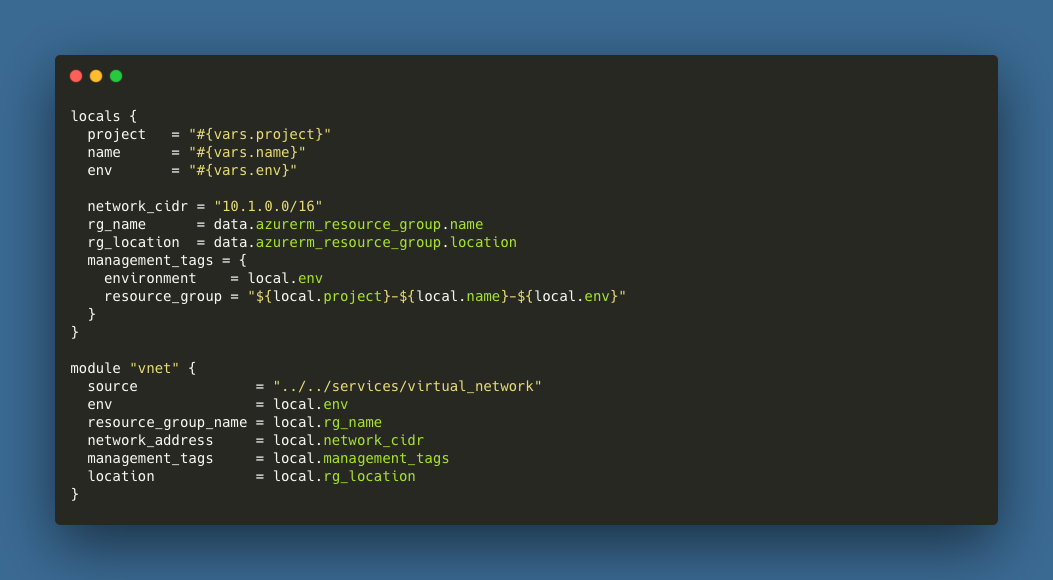 locals {
  project   = "#{vars.project}"
  name      = "#{vars.name}"
  env       = "#{vars.env}"

  network_cidr = "10.1.0.0/16"
  rg_name      = data.azurerm_resource_group.name
  rg_location  = data.azurerm_resource_group.location
  management_tags = {
    environment    = local.env
    resource_group = "${local.project}-${local.name}-${local.env}"
  }
}

module "vnet" {
  source              = "../../services/virtual_network"
  env                 = local.env
  resource_group_name = local.rg_name
  network_address     = local.network_cidr
  management_tags     = local.management_tags
  location            = local.rg_location
}